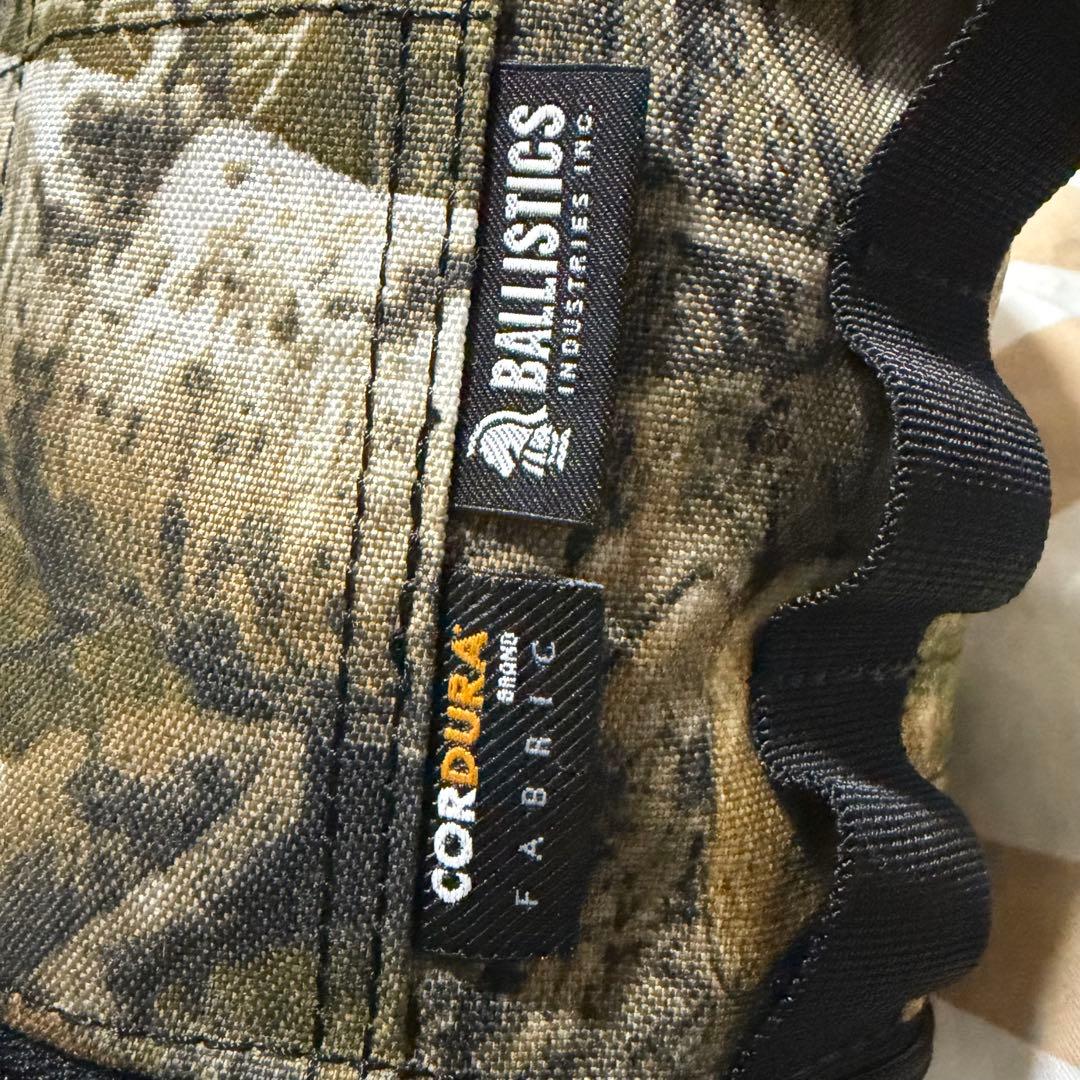 BALLISTICS
INDUSTRIES INC.
CORDURA
BRAND
FABRIC